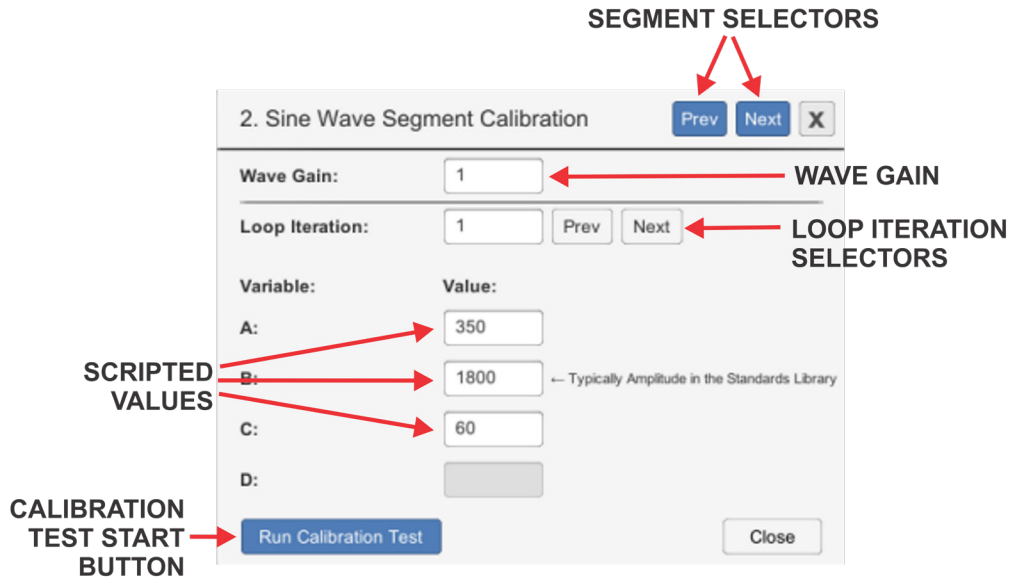 SEGMENT SELECTORS
2. Sine Wave Segment Calibration
Prev
Next
X
Wave Gain:
1
WAVE GAIN
Loop Iteration:
1
Prev
Next
LOOP ITERATION
SELECTORS
Variable:
Value:
A:
350
SCRIPTED
VALUES
B:
1800
← Typically Amplitude in the Standards Library
C:
60
D:
CALIBRATION
TEST START
BUTTON
Run Calibration Test
Close